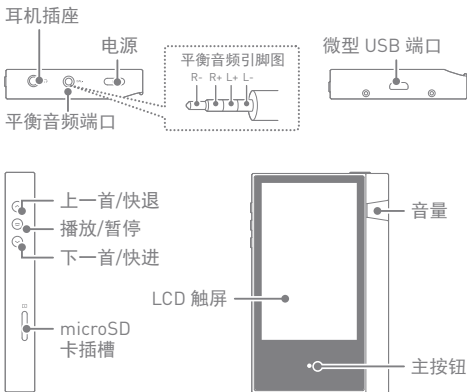 耳机插座
电源
平衡音频引脚图
R- R+ L+ L-
微型 USB 端口
平衡音频端口
上一首/快退
播放/暂停
下一首/快进
音量
LCD 触屏
microSD
卡插槽
主按钮